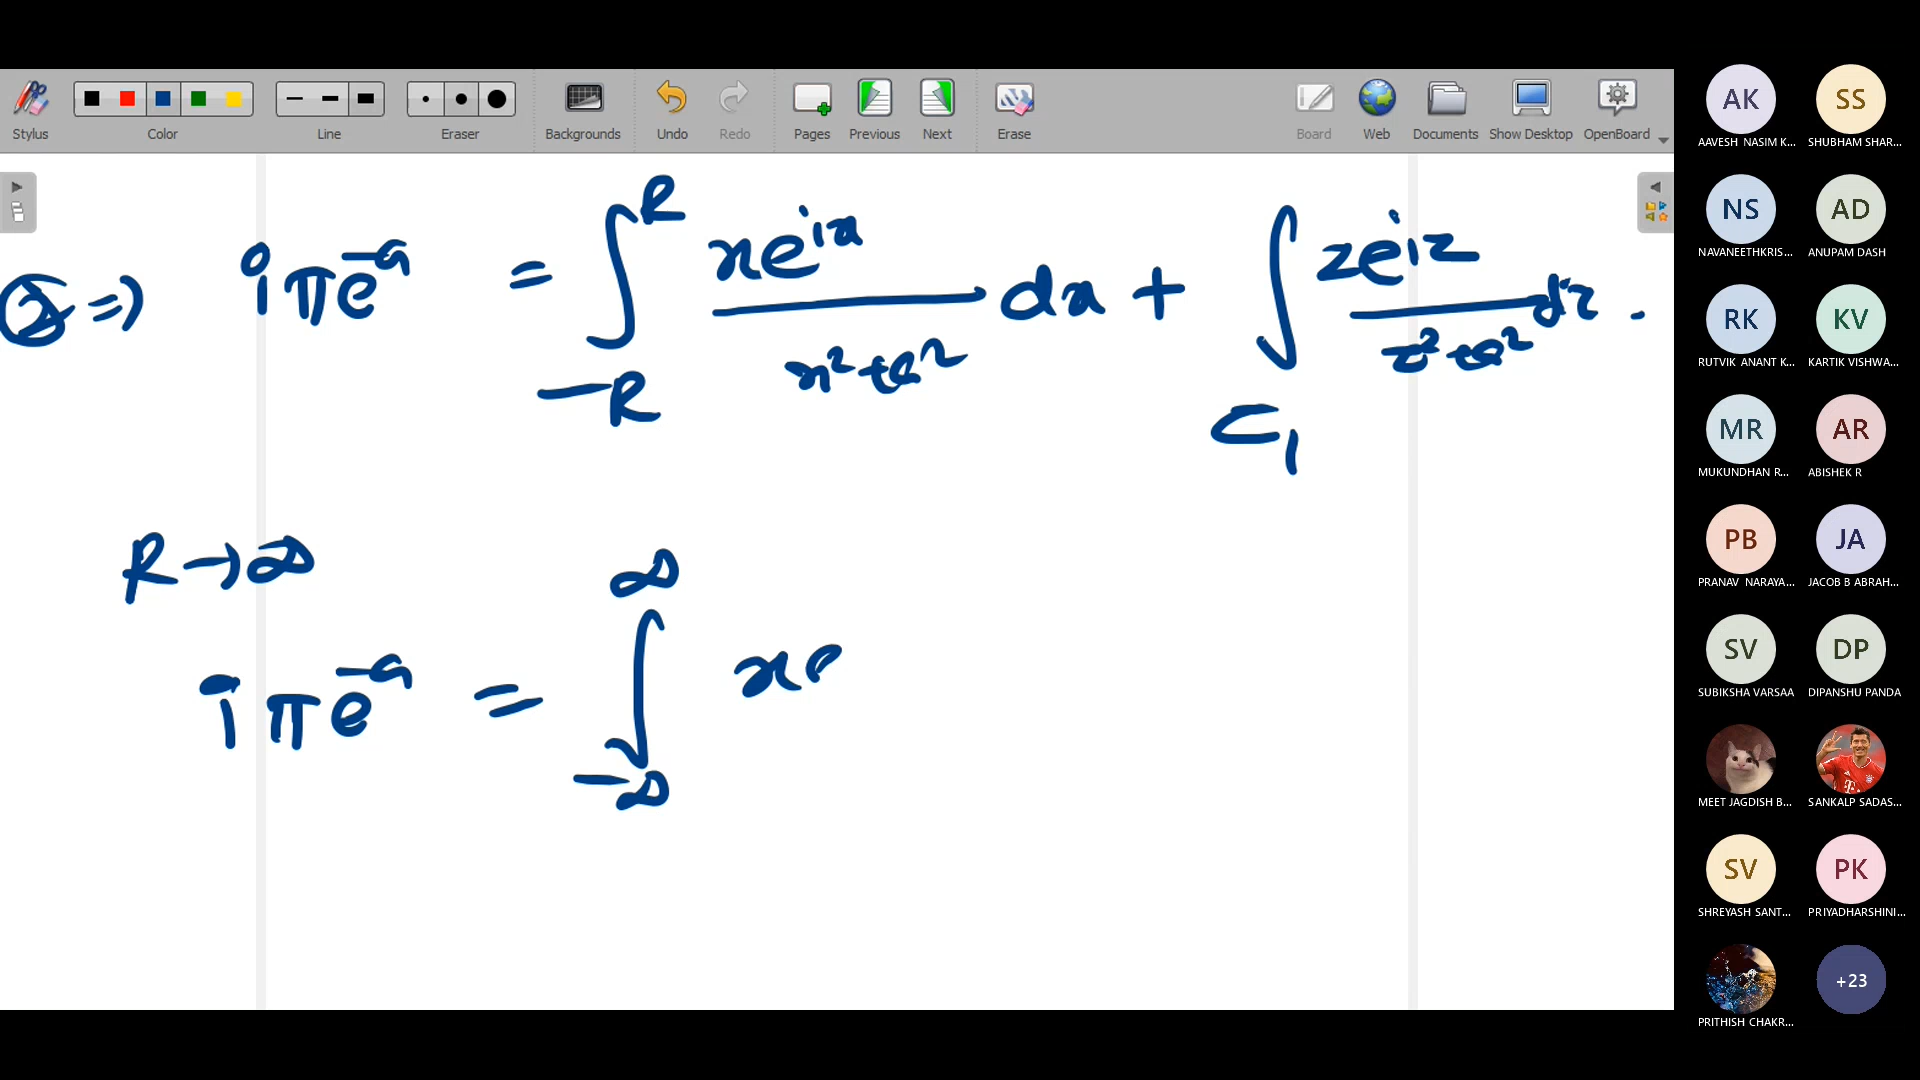 Stylus Color Line Eraser Backgrounds Undo Redo Pages Previous Next Erase Board Web Documents Show Desktop OpenBoard
② ⇒ iπe^-a = ∫_-R^R xe^ix / x²+a² dx + ∫_C₁ ze^iz / z²+a² dz .
R → ∞
iπe^-a = ∫_-∞^∞ xe
AK SS
AAVESH NASIM K... SHUBHAM SHAR...
NS AD
NAVANEETHKRIS... ANUPAM DASH
RK KV
RUTVIK ANANT K... KARTIK VISHWA...
MR AR
MUKUNDHAN R... ABISHEK R
PB JA
PRANAV NARAYA... JACOB B ABRAH...
SV DP
SUBIKSHA VARSAA DIPANSHU PANDA
MEET JAGDISH B... SANKALP SADAS...
SV PK
SHREYASH SANT... PRIYADHARSHINI...
+23
PRITHISH CHAKR...